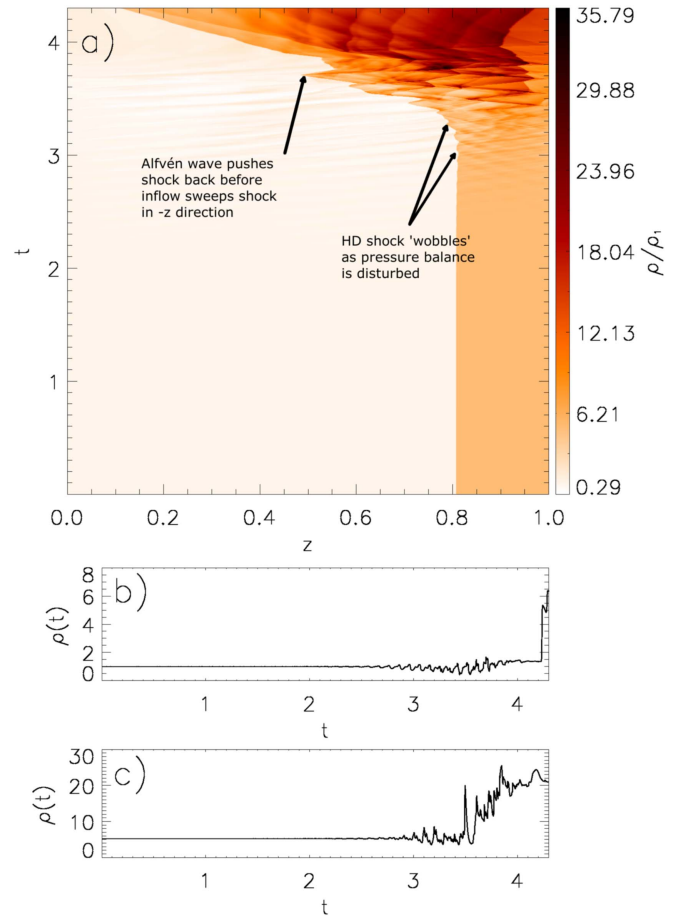 a)
4
3
2
1
t
Alfvén wave pushes
shock back before
inflow sweeps shock
in -z direction
HD shock 'wobbles'
as pressure balance
is disturbed
0.0 0.2 0.4 0.6 0.8 1.0
z
35.79
29.88
23.96
18.04
12.13
6.21
0.29
ρ/ρ₁
b)
8
6
4
2
0
ρ(t)
1 2 3 4
t
c)
30
20
10
0
ρ(t)
1 2 3 4
t